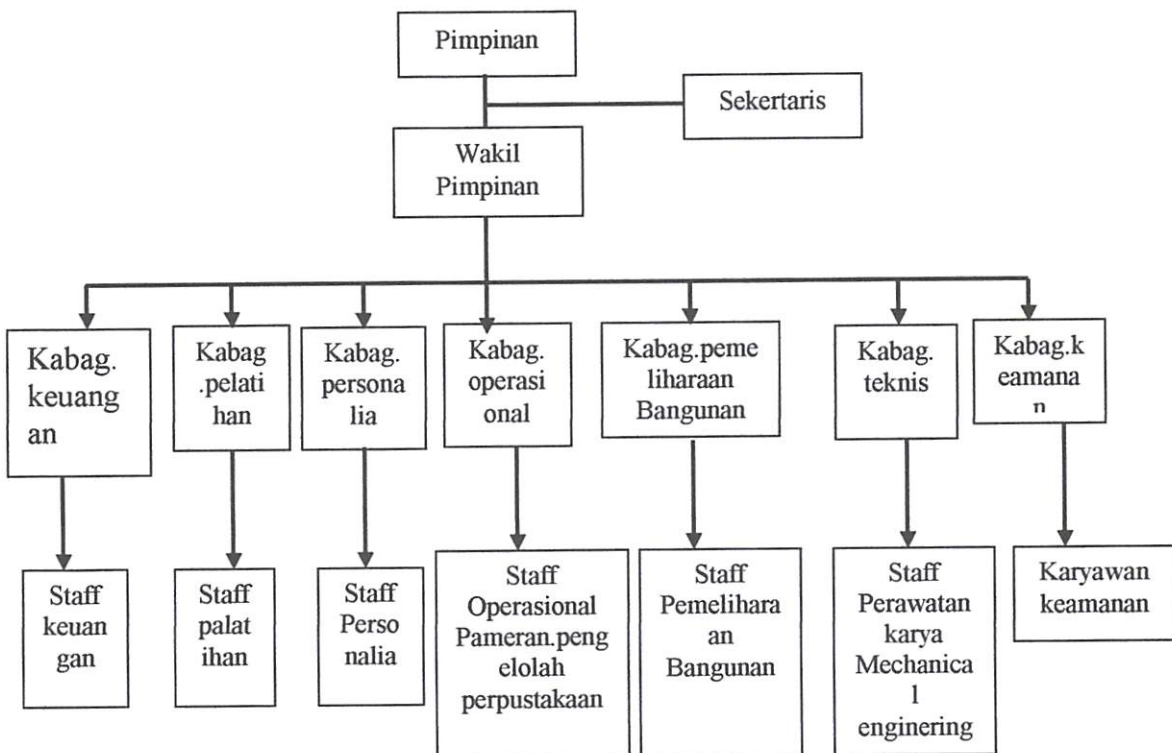 Pimpinan
Sekertaris
Wakil
Pimpinan
Kabag.
keuang
an
Kabag
.pelati
han
Kabag.
persona
lia
Kabag.
operasi
onal
Kabag.peme
liharaan
Bangunan
Kabag.
teknis
Kabag.k
eamana
n
Staff
keuan
gan
Staff
palat
ihan
Staff
Perso
nalia
Staff
Operasional
Pameran.peng
elolah
perpustakaan
Staff
Pemelihara
an
Bangunan
Staff
Perawatan
karya
Mechanica
l
enginering
Karyawan
keamanan